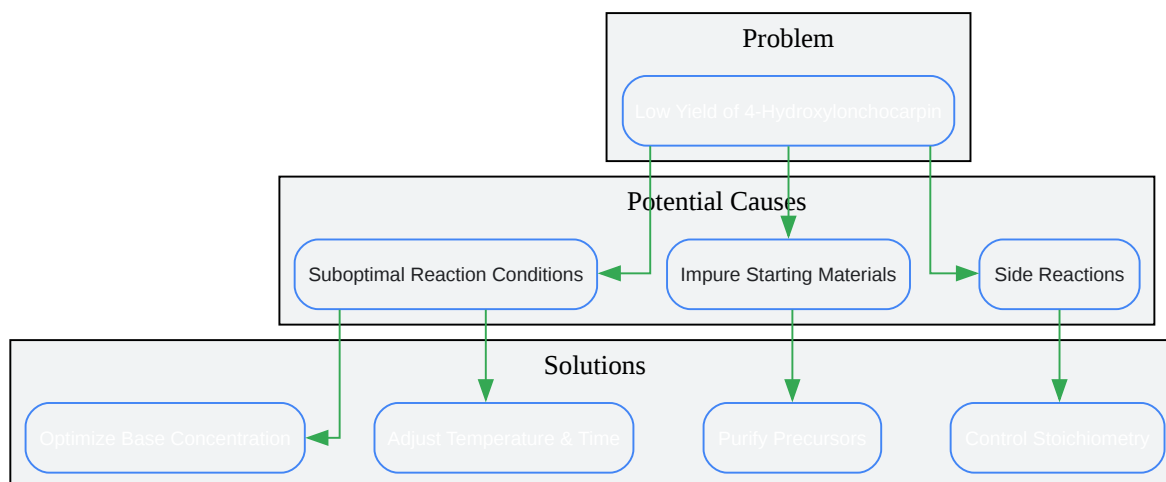 Problem
Low Yield of 4-Hydroxylonchocarpin
Potential Causes
Suboptimal Reaction Conditions
Impure Starting Materials
Side Reactions
Solutions
Optimize Base Concentration
Adjust Temperature & Time
Purify Precursors
Control Stoichiometry